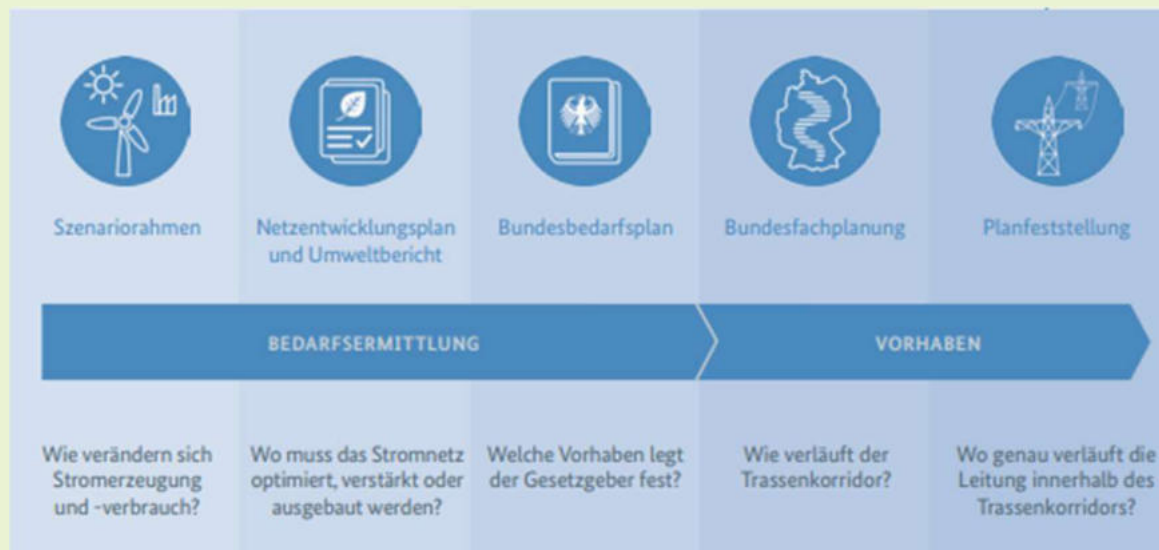 Szenariorahmen
Netzentwicklungsplan
und Umweltbericht
Bundesbedarfsplan
Bundesfachplanung
Planfeststellung
BEDARFSERMITTLUNG
VORHABEN
Wie verändern sich
Stromerzeugung
und -verbrauch?
Wo muss das Stromnetz
optimiert, verstärkt oder
ausgebaut werden?
Welche Vorhaben legt
der Gesetzgeber fest?
Wie verläuft der
Trassenkorridor?
Wo genau verläuft die
Leitung innerhalb des
Trassenkorridors?